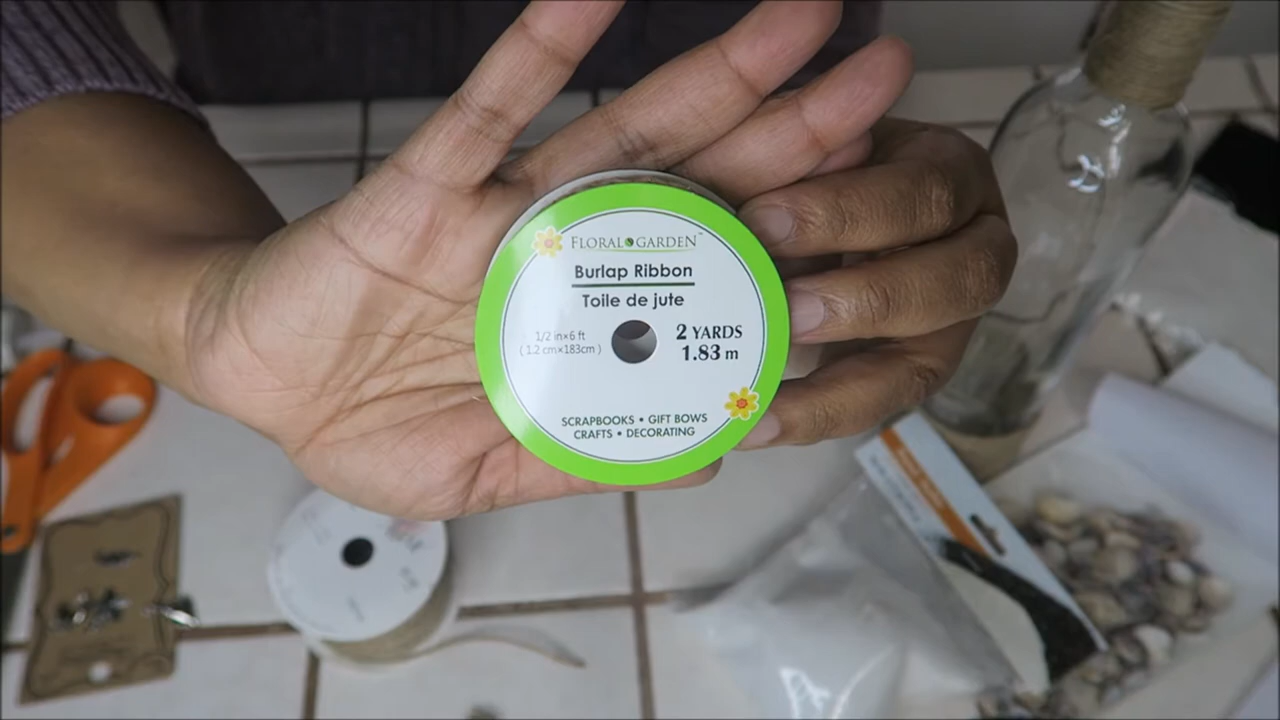 FLORAL GARDEN™
Burlap Ribbon
Toile de jute
1/2 in×6 ft
( 1.2 cm×183cm )
2 YARDS
1.83 m
SCRAPBOOKS • GIFT BOWS
CRAFTS • DECORATING